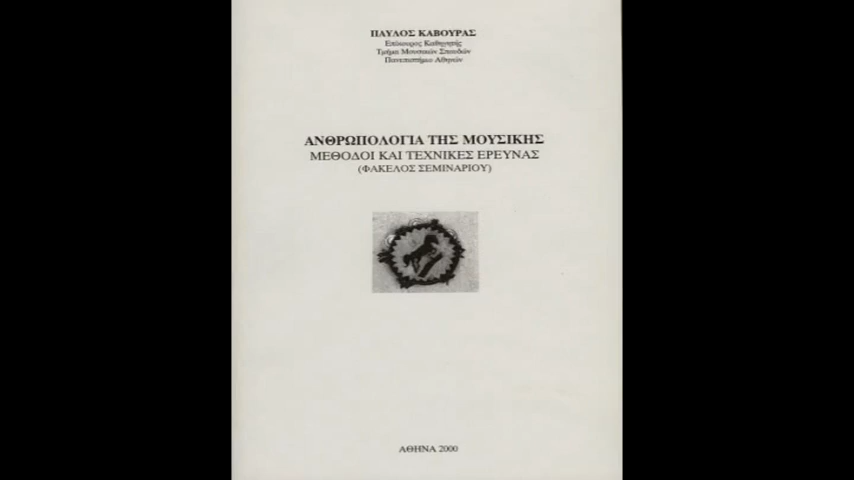 ΠΑΥΛΟΣ ΚΑΒΟΥΡΑΣ
Επίκουρος Καθηγητής
Τμήμα Μουσικών Σπουδών
Πανεπιστήμιο Αθηνών
ΑΝΘΡΩΠΟΛΟΓΙΑ ΤΗΣ ΜΟΥΣΙΚΗΣ
ΜΕΘΟΔΟΙ ΚΑΙ ΤΕΧΝΙΚΕΣ ΕΡΕΥΝΑΣ
(ΦΑΚΕΛΟΣ ΣΕΜΙΝΑΡΙΟΥ)
ΑΘΗΝΑ 2000